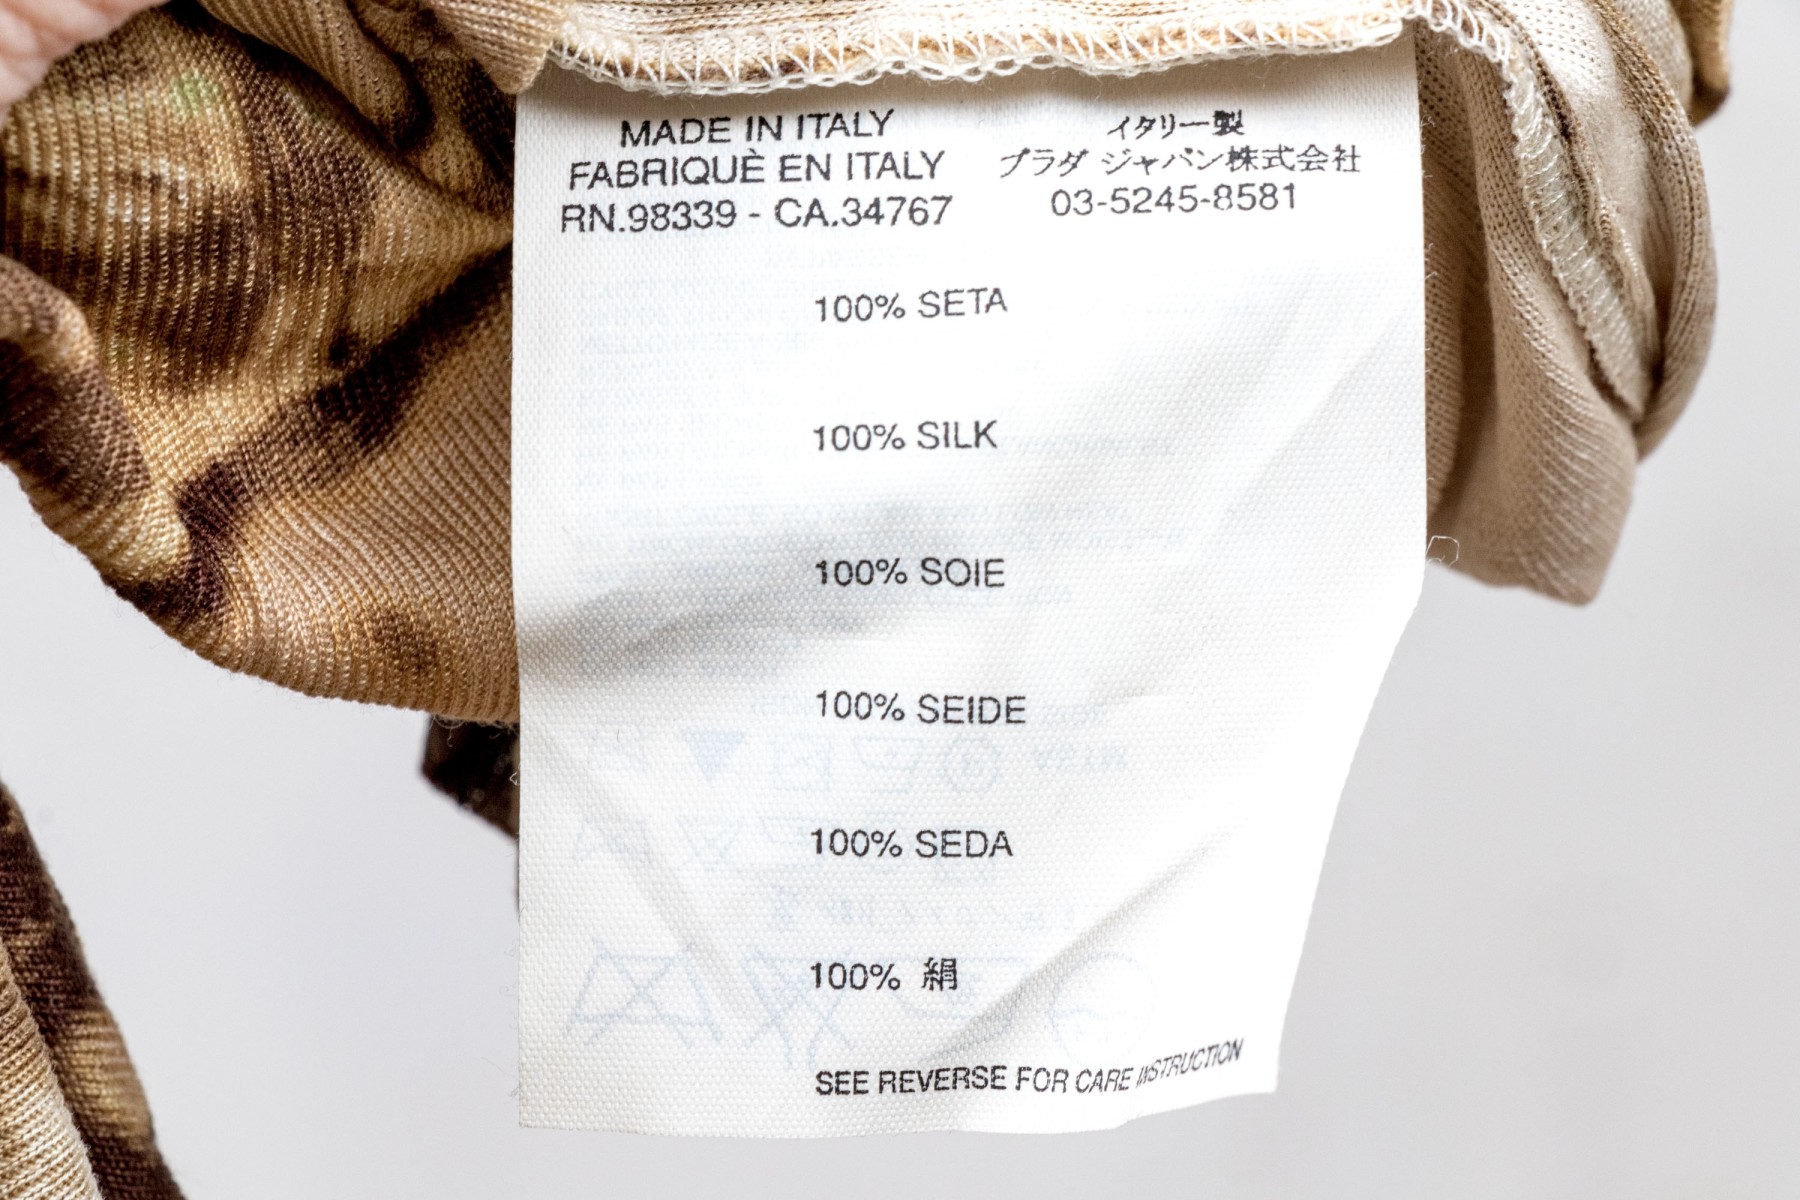 MADE IN ITALY
FABRIQUÈ EN ITALY
RN.98339 - CA.34767
イタリー製
プラダ ジャパン株式会社
03-5245-8581
100% SETA
100% SILK
100% SOIE
100% SEIDE
100% SEDA
100% 絹
SEE REVERSE FOR CARE INSTRUCTION